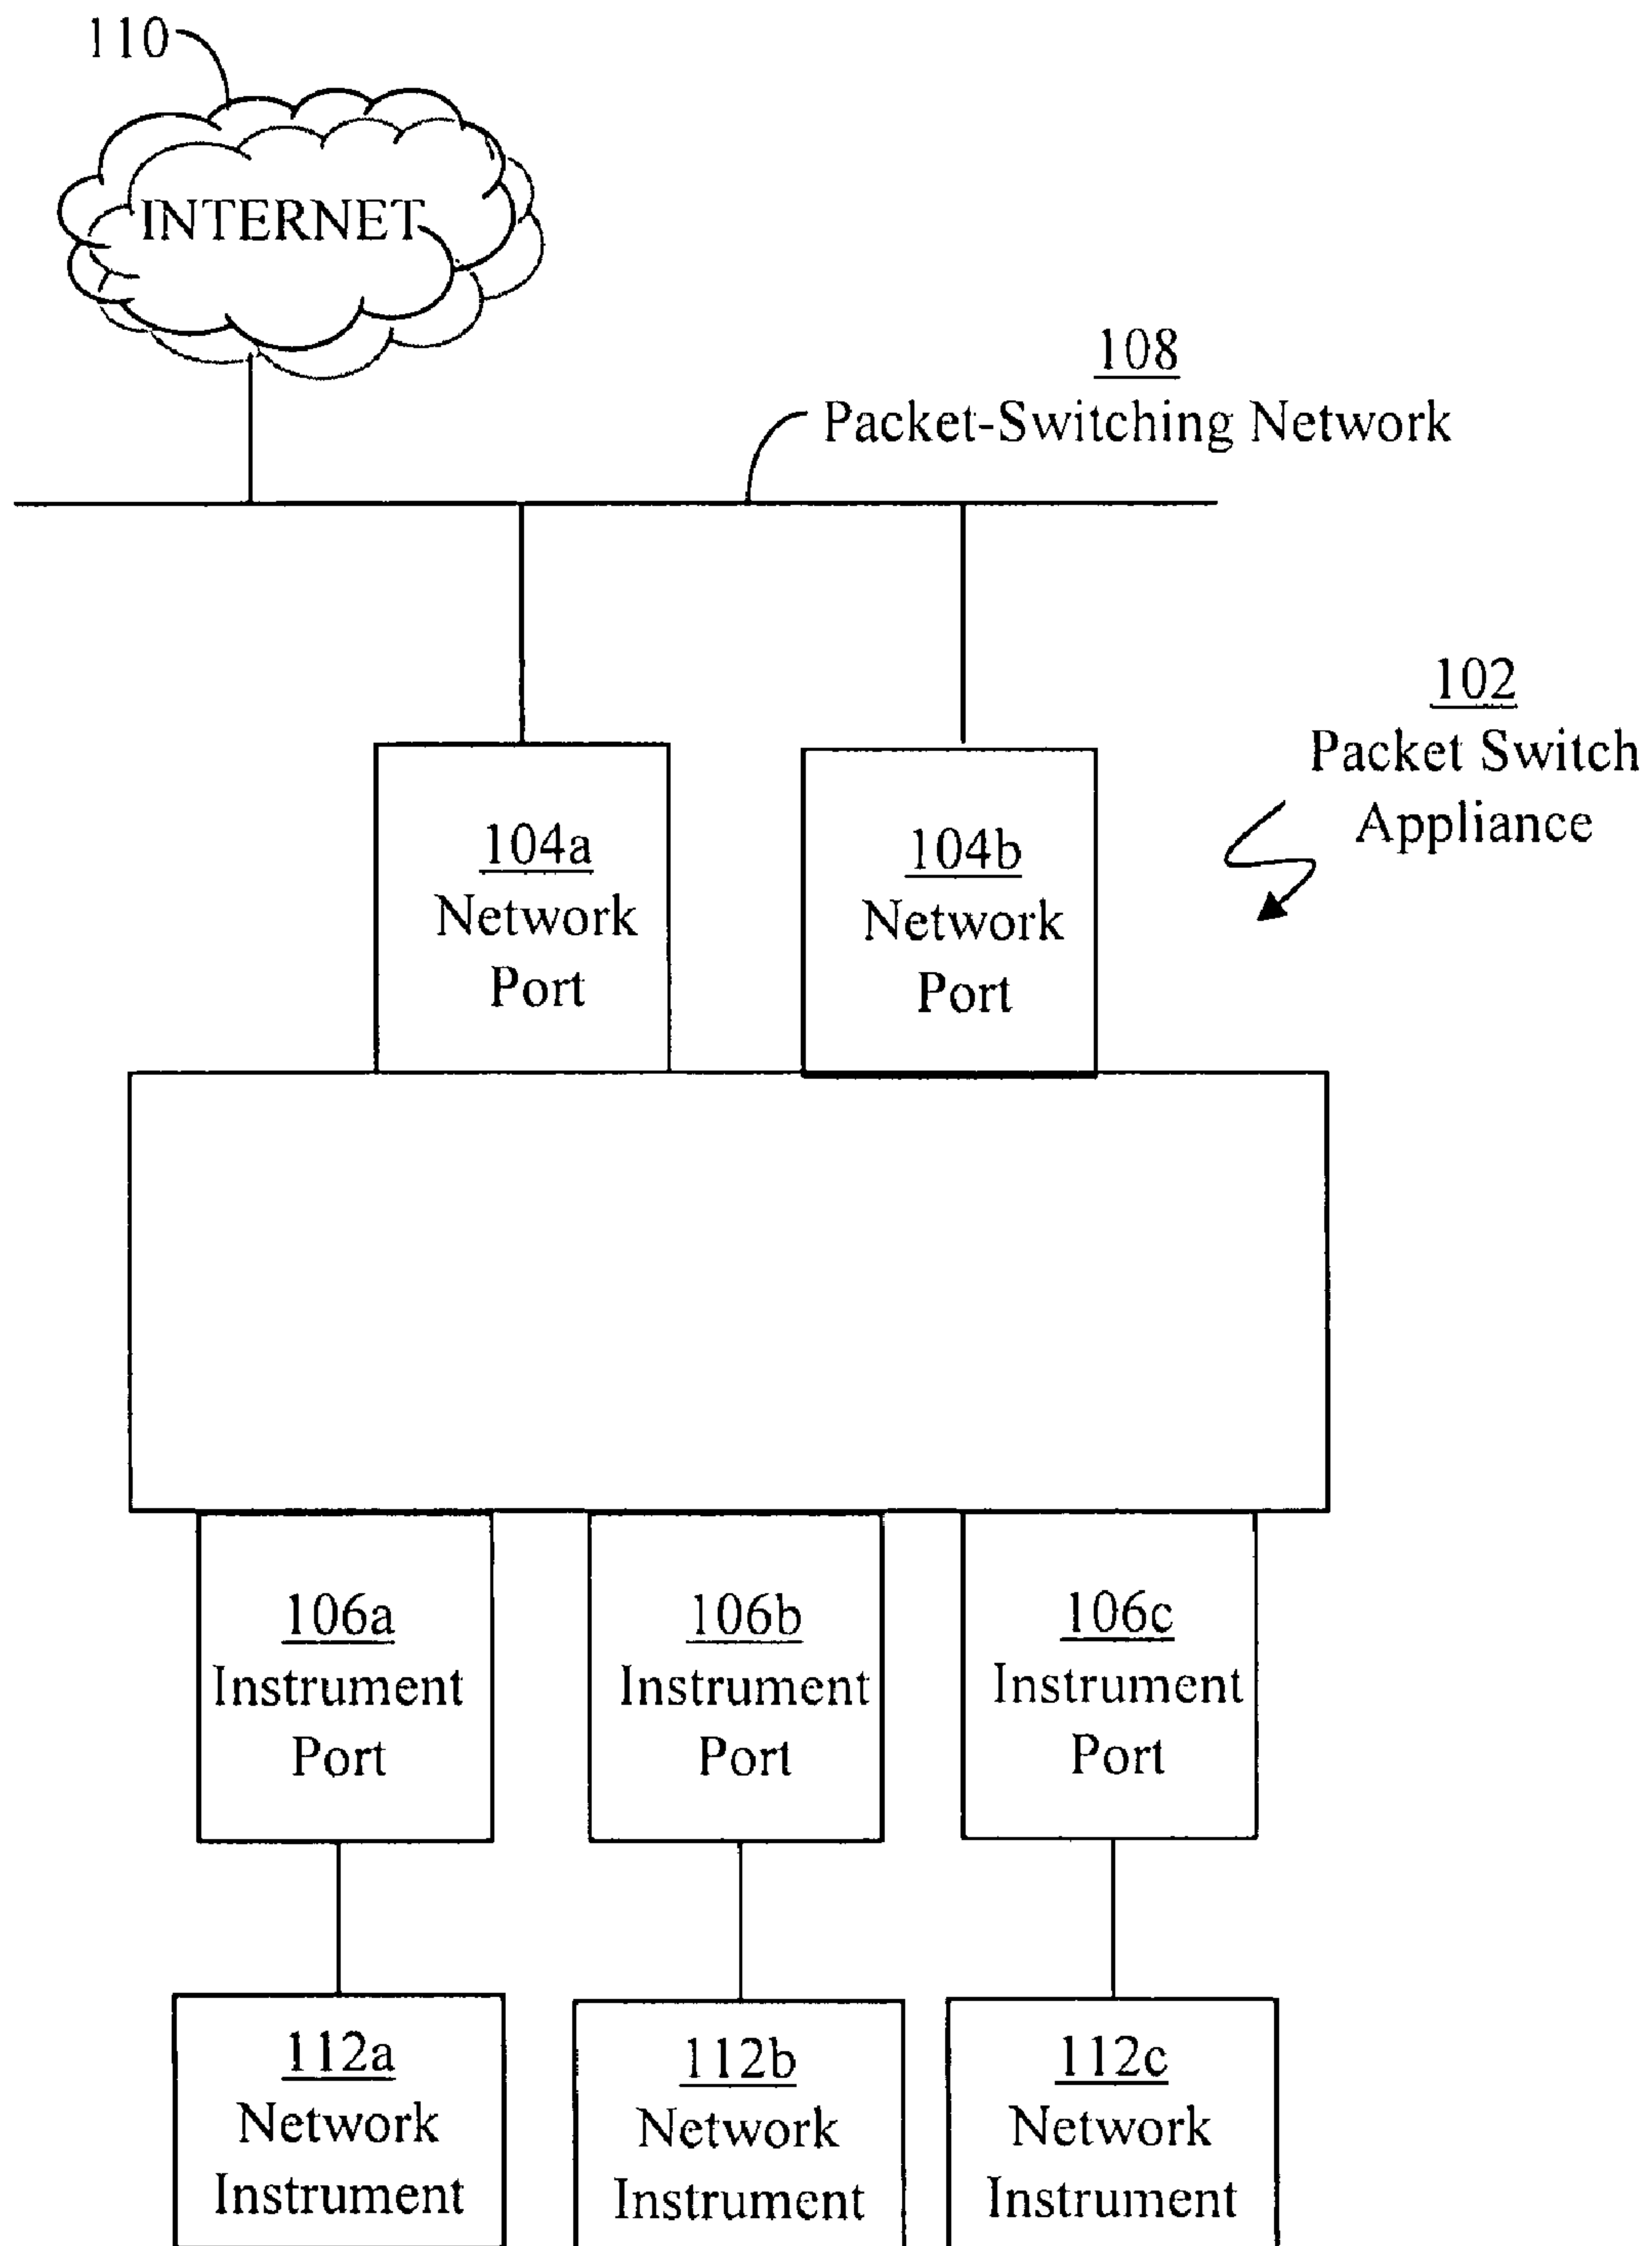 110
INTERNET
108
Packet-Switching Network
102
Packet Switch
Appliance
104a
Network
Port
104b
Network
Port
106a
Instrument
Port
106b
Instrument
Port
106c
Instrument
Port
112a
Network
Instrument
112b
Network
Instrument
112c
Network
Instrument